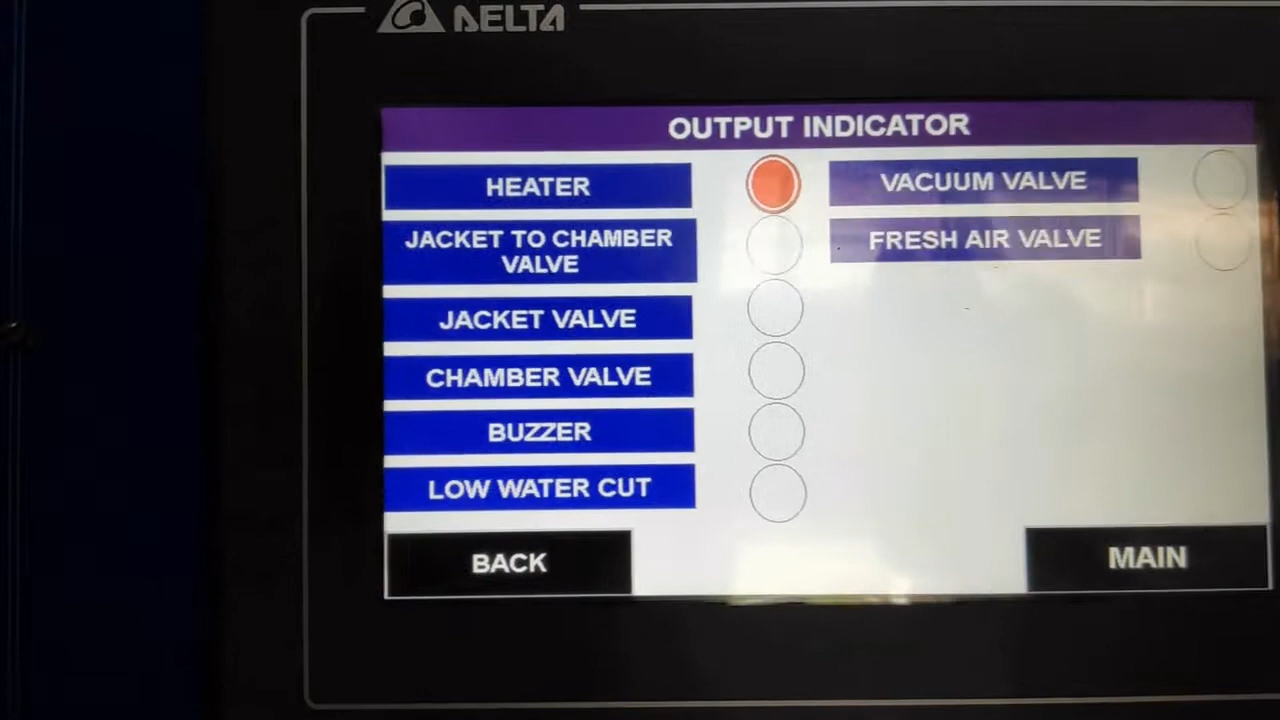 DELTA
OUTPUT INDICATOR
HEATER
JACKET TO CHAMBER
VALVE
JACKET VALVE
CHAMBER VALVE
BUZZER
LOW WATER CUT
VACUUM VALVE
FRESH AIR VALVE
BACK
MAIN